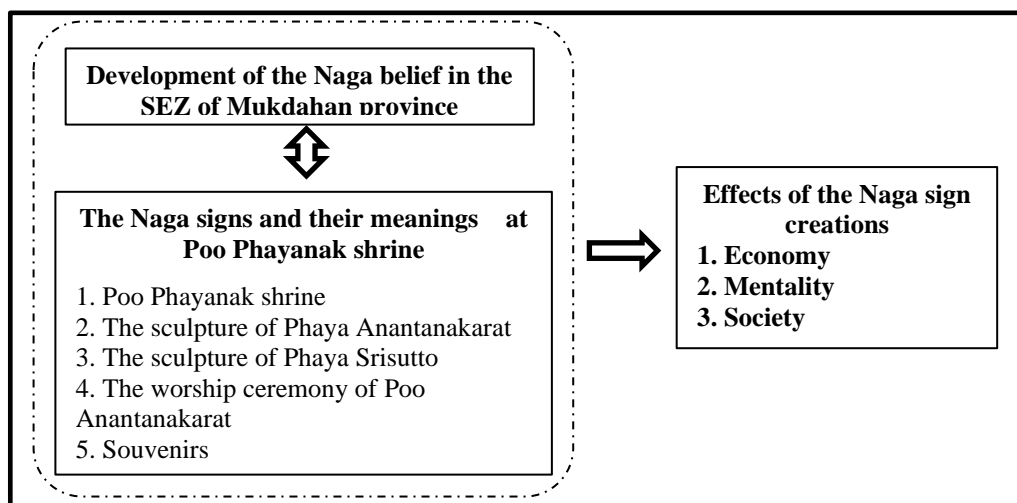 Development of the Naga belief in the
SEZ of Mukdahan province
The Naga signs and their meanings at
Poo Phayanak shrine
1. Poo Phayanak shrine
2. The sculpture of Phaya Anantanakarat
3. The sculpture of Phaya Srisutto
4. The worship ceremony of Poo
Anantanakarat
5. Souvenirs
Effects of the Naga sign
creations
1. Economy
2. Mentality
3. Society